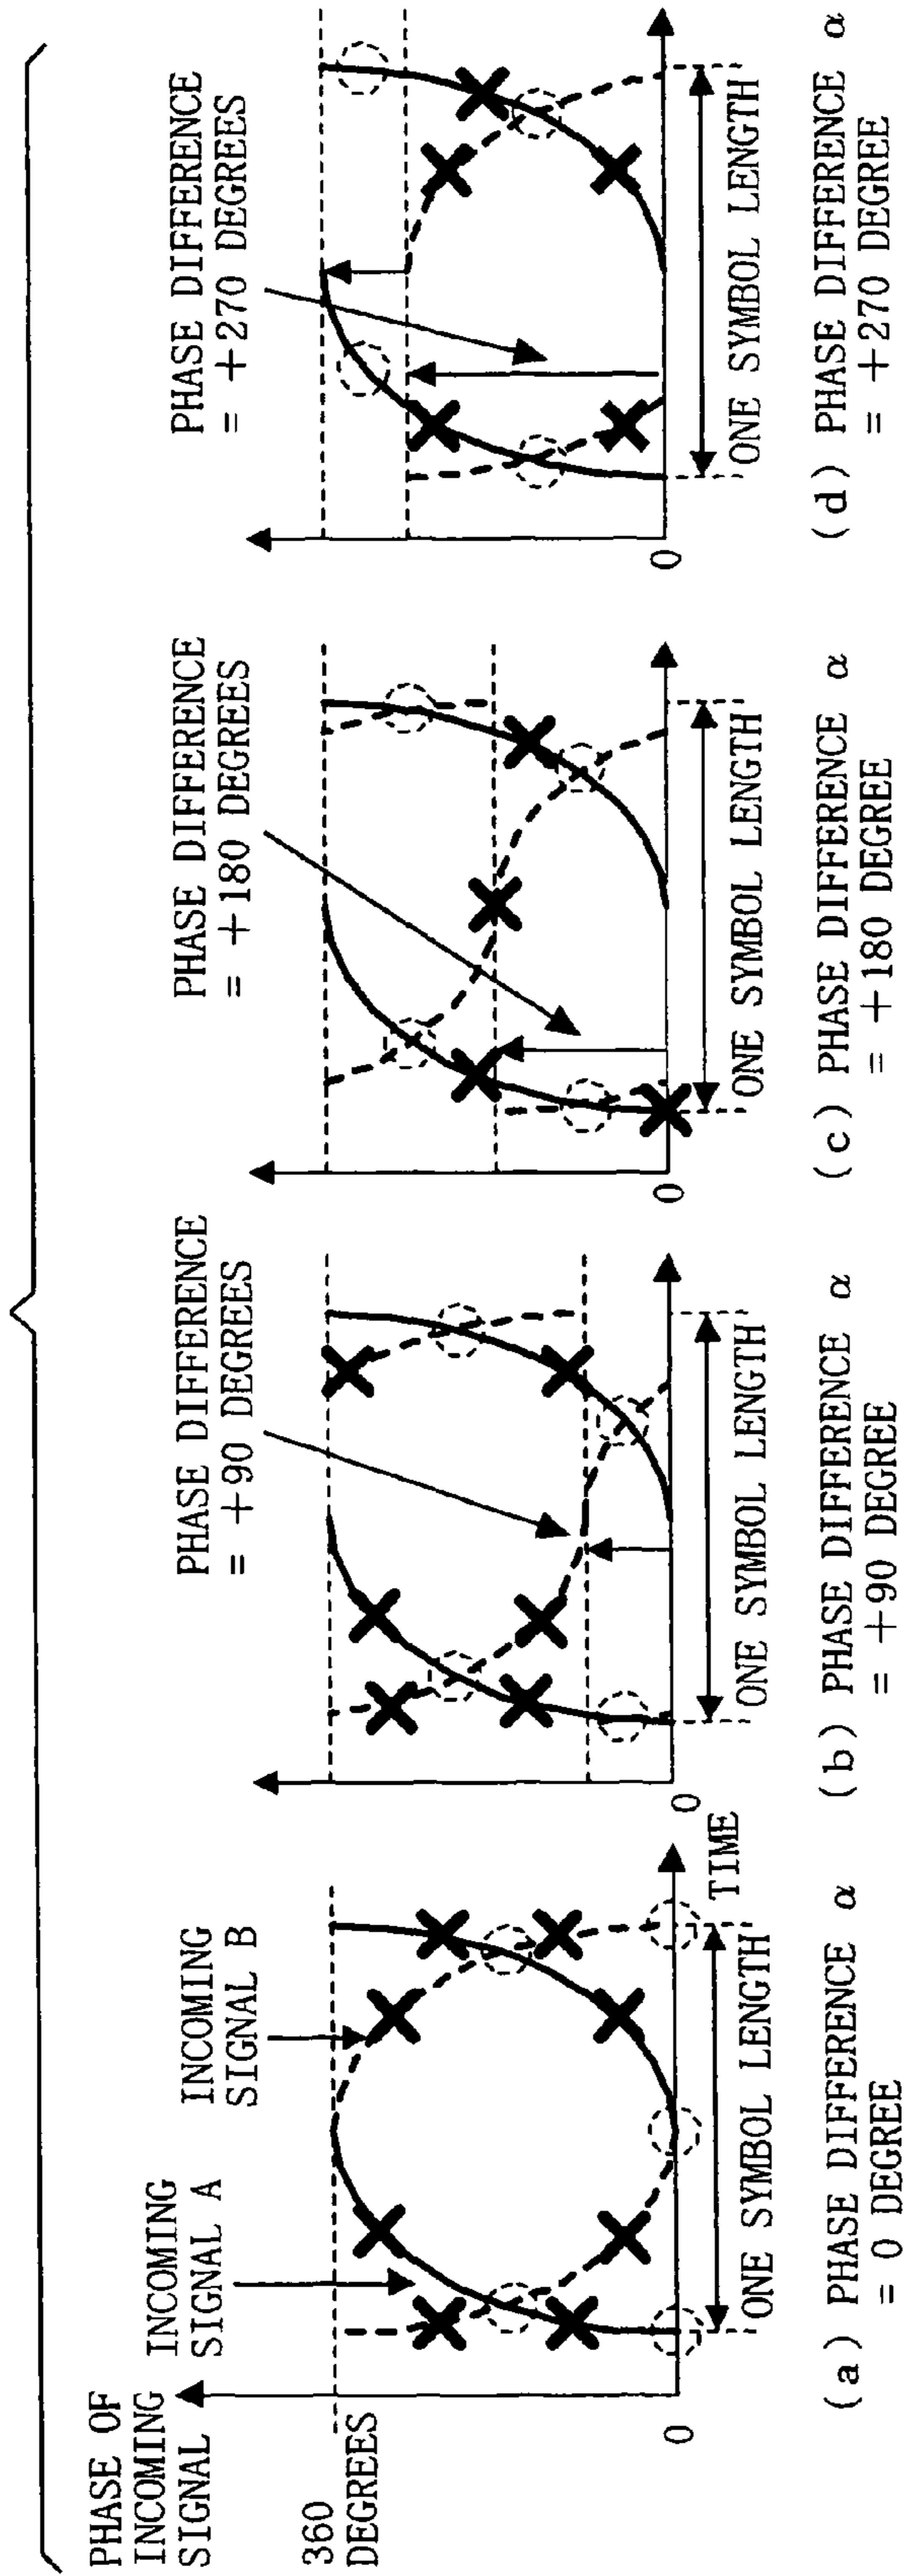 PHASE OF
INCOMING
SIGNAL
360
DEGREES
INCOMING
SIGNAL A
INCOMING
SIGNAL B
0
TIME
ONE SYMBOL LENGTH
(a) PHASE DIFFERENCE α
= 0 DEGREE
PHASE DIFFERENCE
= +90 DEGREES
0
ONE SYMBOL LENGTH
(b) PHASE DIFFERENCE α
= +90 DEGREE
PHASE DIFFERENCE
= +180 DEGREES
0
ONE SYMBOL LENGTH
(c) PHASE DIFFERENCE α
= +180 DEGREE
PHASE DIFFERENCE
= +270 DEGREES
0
ONE SYMBOL LENGTH
(d) PHASE DIFFERENCE α
= +270 DEGREE